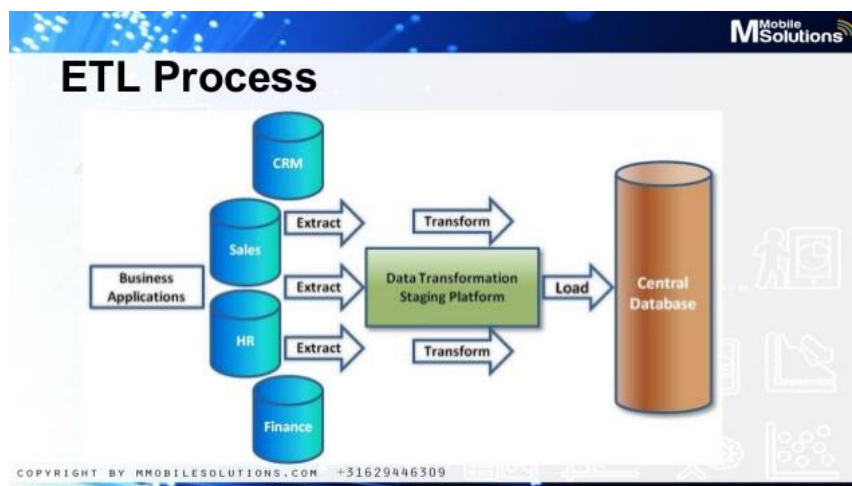 MMobile
Solutions
ETL Process
CRM
Extract
Transform
Sales
Business
Applications
Extract
Data Transformation
Staging Platform
Load
Central
Database
HR
Extract
Transform
Finance
COPYRIGHT BY MMOBILESOLUTIONS.COM +31629446309